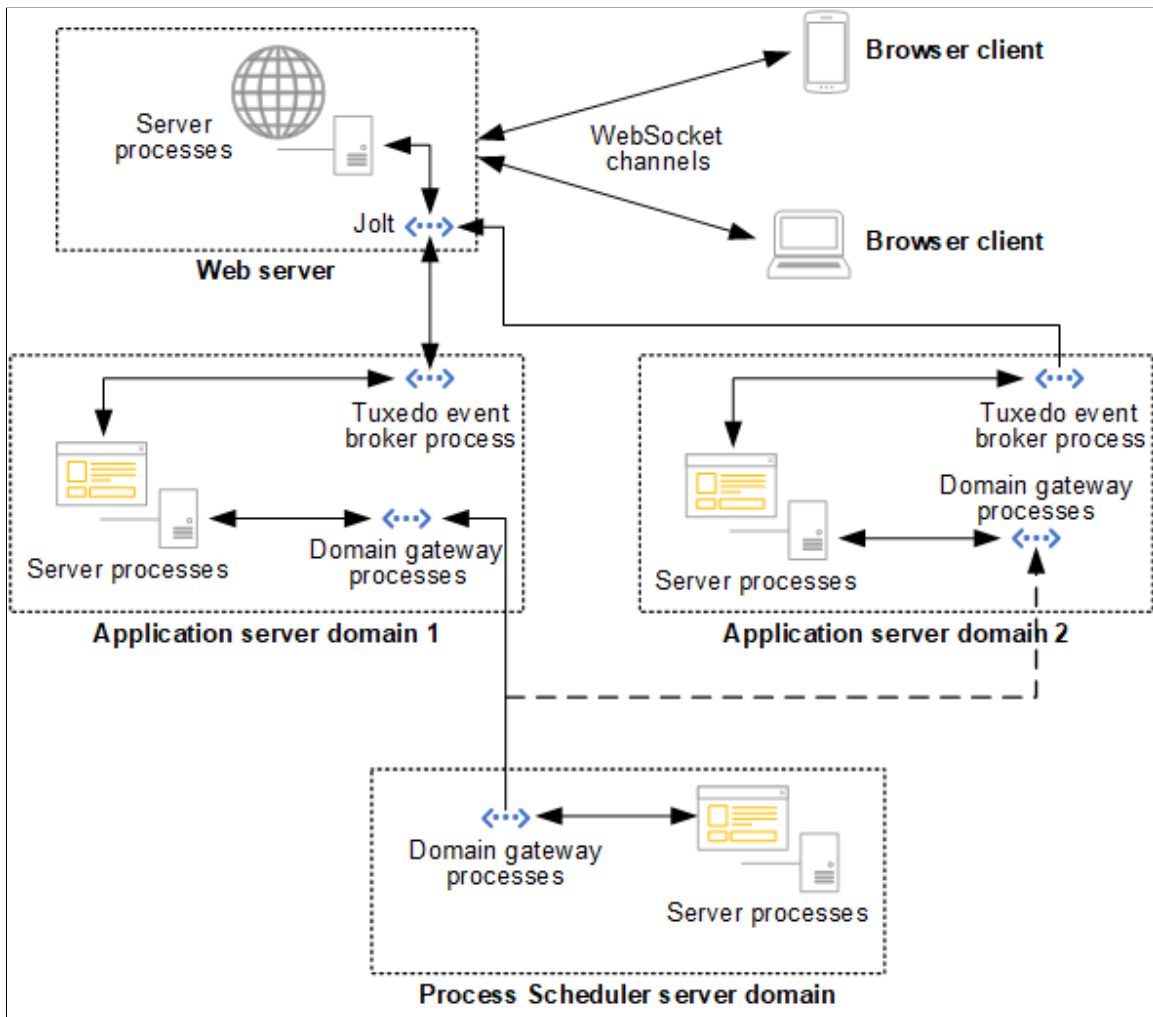 Browser client
Server
processes
WebSocket
channels
Jolt
Browser client
Web server
Tuxedo event
broker process
Tuxedo event
broker process
Domain gateway
processes
Server processes
Domain gateway
processes
Server processes
Application server domain 1
Application server domain 2
Domain gateway
processes
Server processes
Process Scheduler server domain